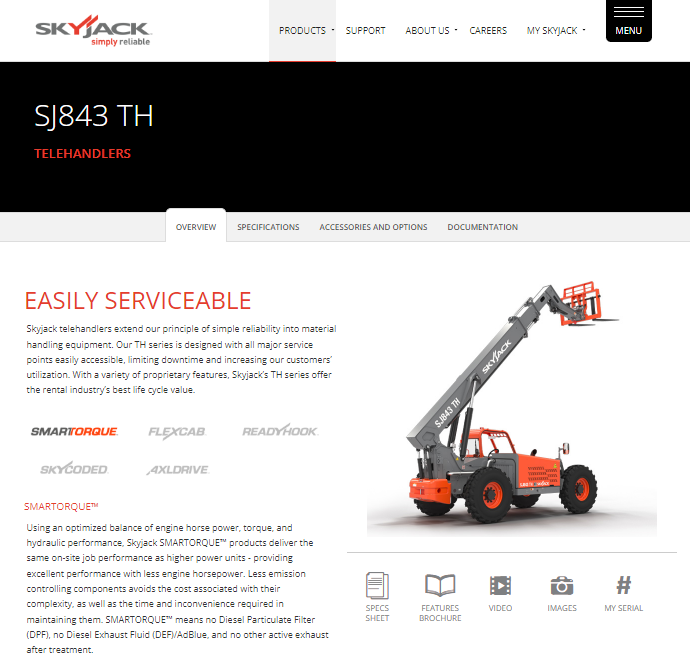 SKYJACK
simply reliable
PRODUCTS
SUPPORT
ABOUT US
CAREERS
MY SKYJACK
MENU
SJ843 TH
TELEHANDLERS
OVERVIEW
SPECIFICATIONS
ACCESSORIES AND OPTIONS
DOCUMENTATION
EASILY SERVICEABLE
Skyjack telehandlers extend our principle of simple reliability into material
handling equipment. Our TH series is designed with all major service
points easily accessible, limiting downtime and increasing our customers'
utilization. With a variety of proprietary features, Skyjack's TH series offer
the rental industry's best life cycle value.
SMARTORQUE
FLEXCAB
READYHOOK
SKYCODED
AXLDRIVE
SMARTORQUE™
Using an optimized balance of engine horse power, torque, and
hydraulic performance, Skyjack SMARTORQUE™ products deliver the
same on-site job performance as higher power units - providing
excellent performance with less engine horsepower. Less emission
controlling components avoids the cost associated with their
complexity, as well as the time and inconvenience required in
maintaining them. SMARTORQUE™ means no Diesel Particulate Filter
(DPF), no Diesel Exhaust Fluid (DEF)/AdBlue, and no other active exhaust
after treatment.
SKYJACK
SJ843 TH
SPECS
SHEET
FEATURES
BROCHURE
VIDEO
IMAGES
#
MY SERIAL